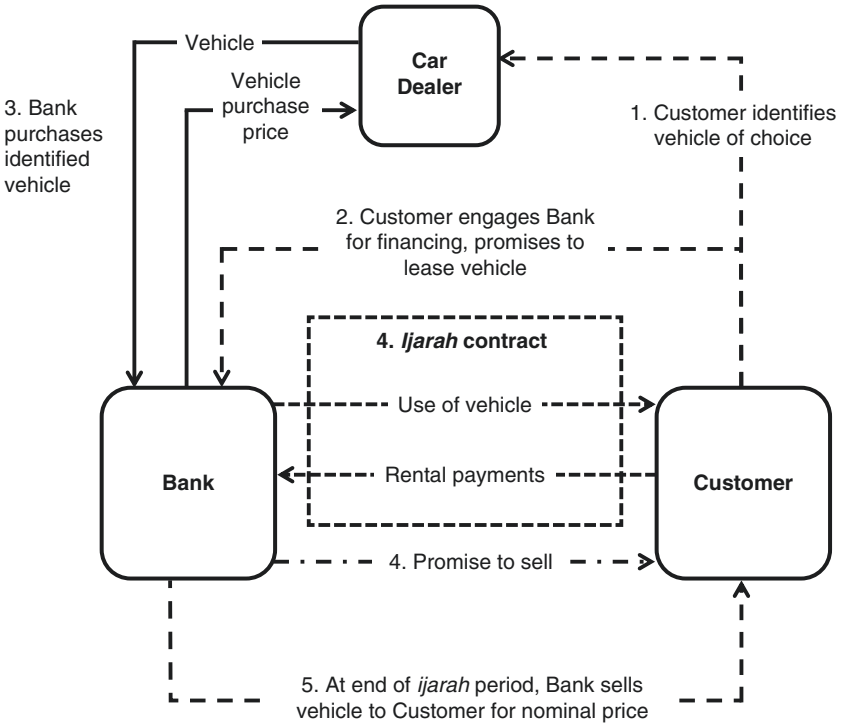 Vehicle
Car
Dealer
Vehicle
purchase
price
3. Bank
purchases
identified
vehicle
1. Customer identifies
vehicle of choice
2. Customer engages Bank
for financing, promises to
lease vehicle
4. Ijarah contract
Use of vehicle
Rental payments
Bank
Customer
4. Promise to sell
5. At end of ijarah period, Bank sells
vehicle to Customer for nominal price